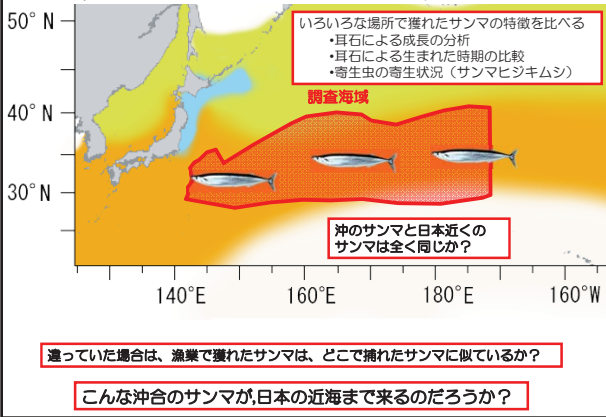 50°N
いろいろな場所で獲れたサンマの特徴を比べる
•耳石による成長の分析
•耳石による生まれた時期の比較
•寄生虫の寄生状況（サンマヒジキムシ）
調査海域
40°N
30°N
沖のサンマと日本近くの
サンマは全く同じか？
140°E 160°E 180°E 160°W
違っていた場合は、漁業で獲れたサンマは、どこで捕れたサンマに似ているか？
こんな沖合のサンマが,日本の近海まで来るのだろうか？